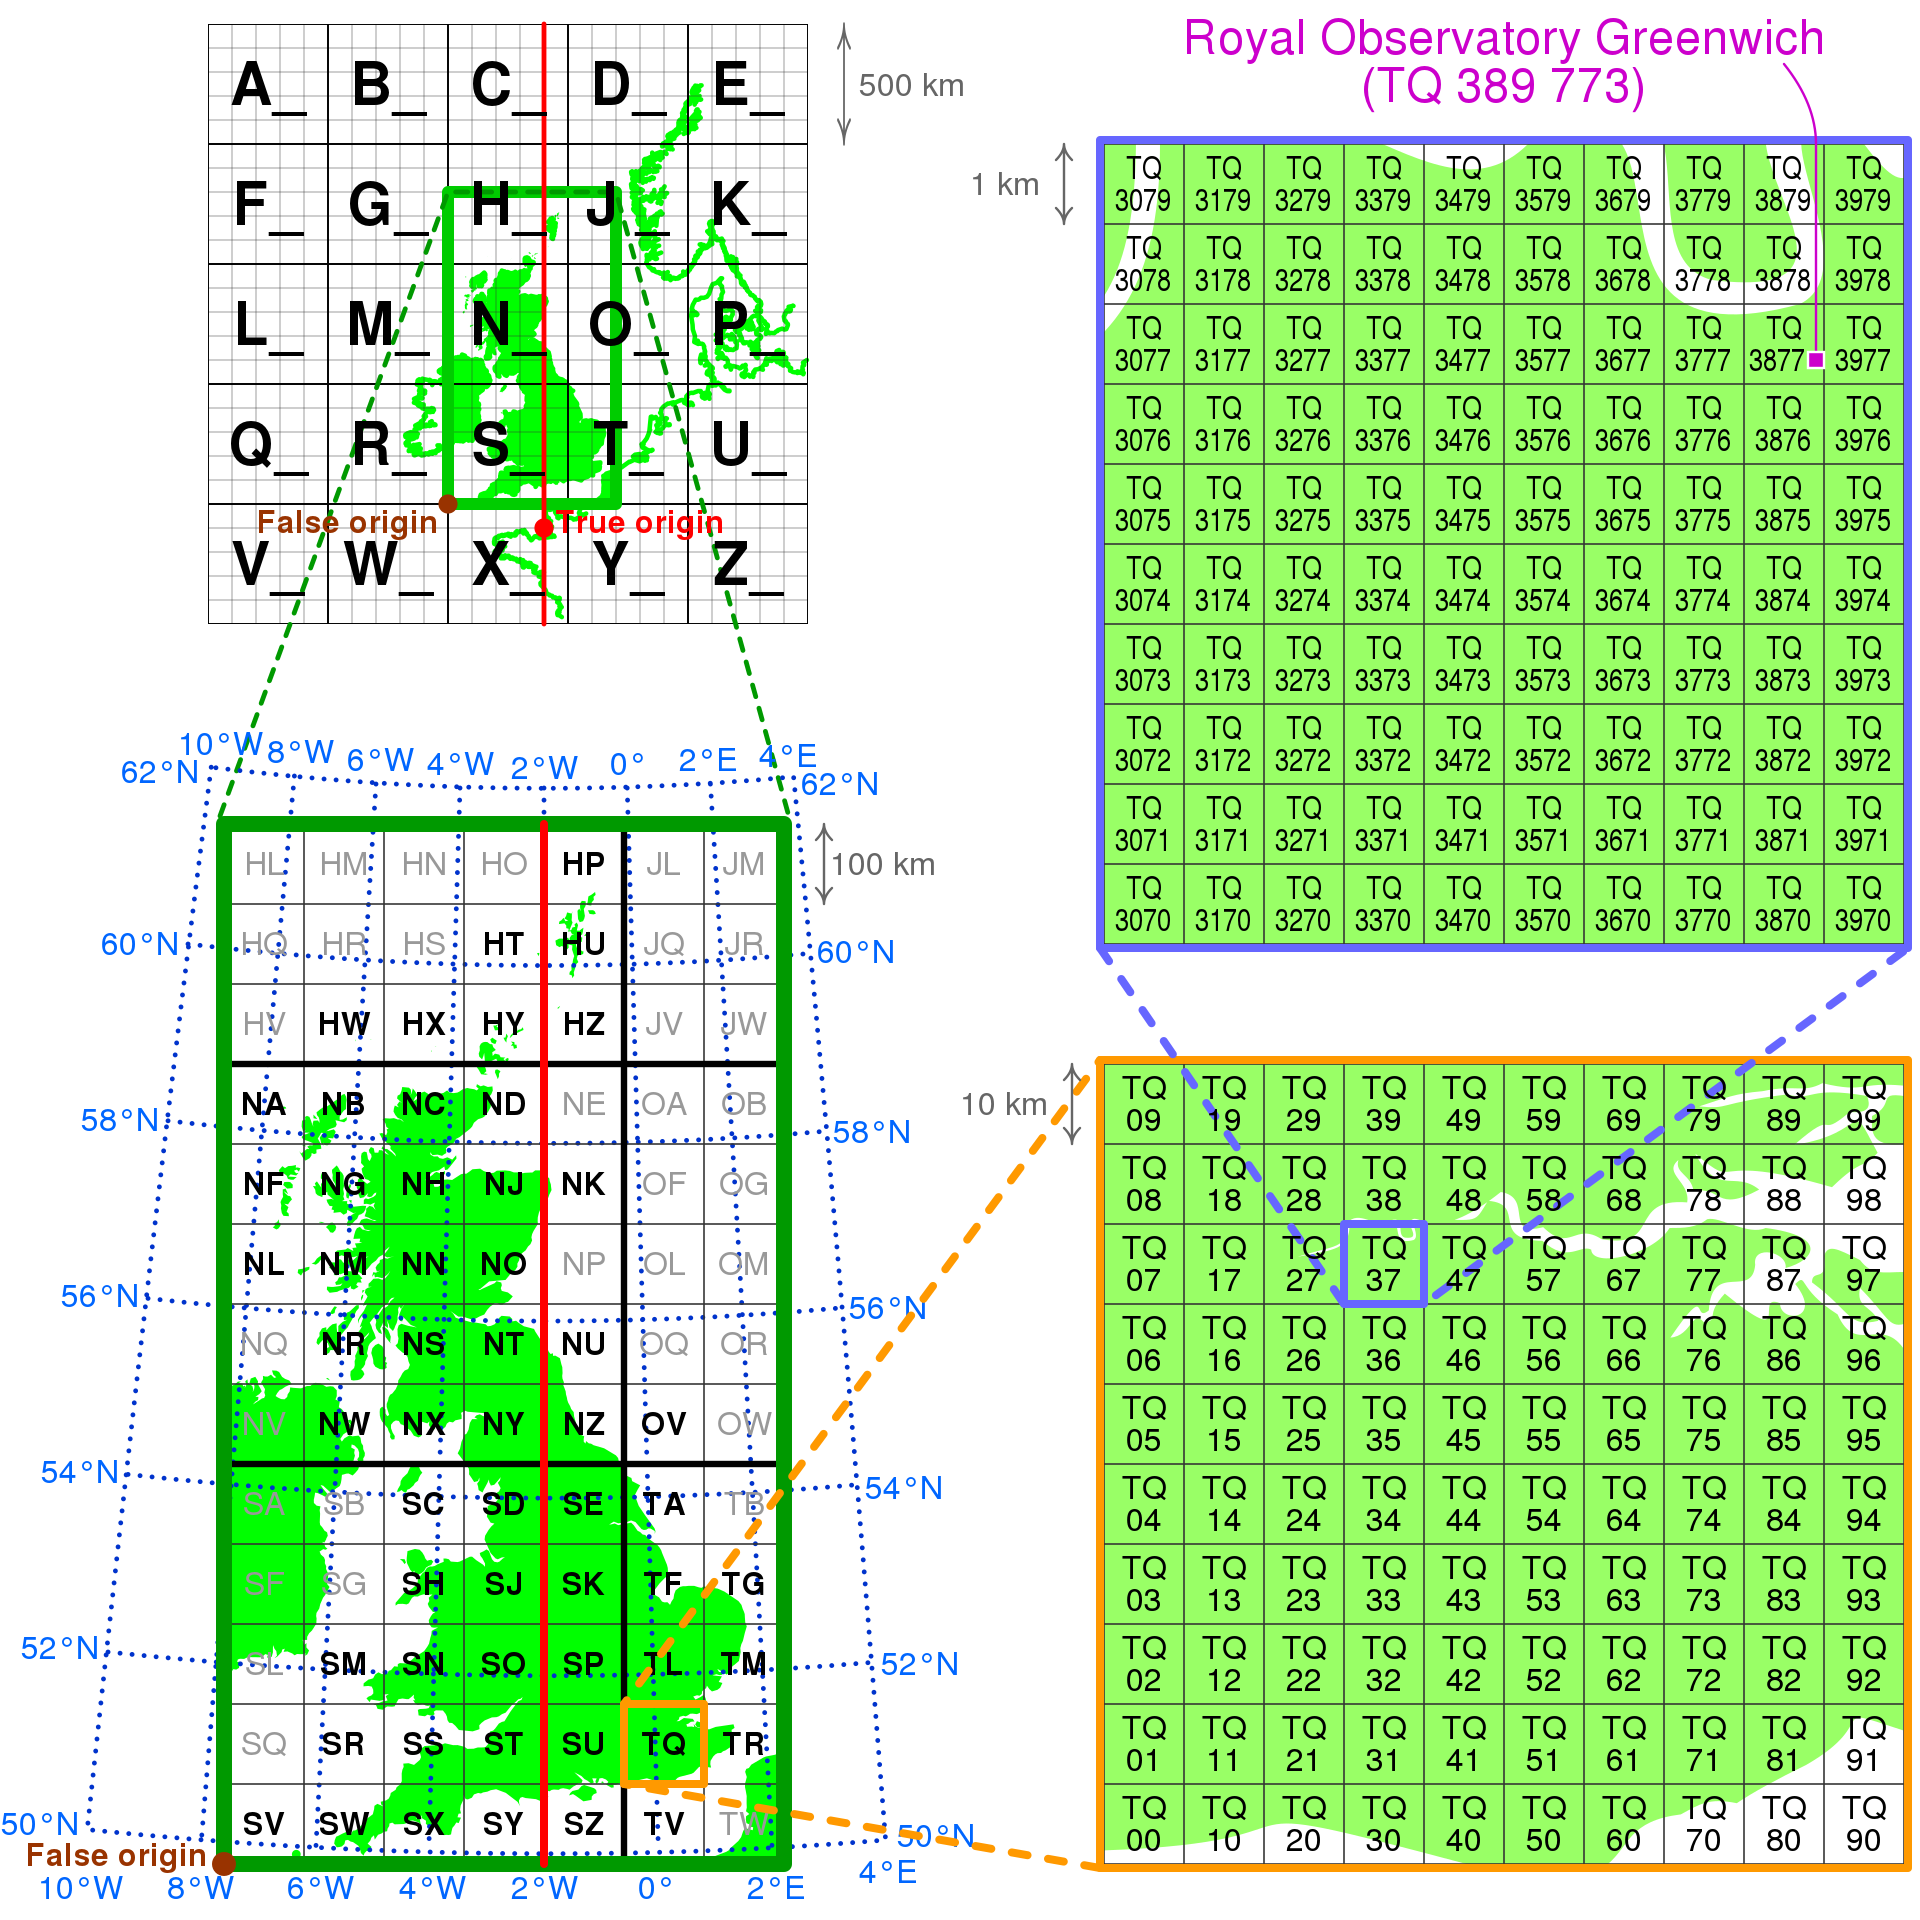 Royal Observatory Greenwich
(TQ 389 773)
A_ B_ C_ D_ E_
500 km
F_ G_ H_ J_ K_
L_ M_ N_ O_ P_
Q_ R_ S_ T_ U_
False origin True origin
V_ W_ X_ Y_ Z_
1 km
TQ TQ TQ TQ TQ TQ TQ TQ TQ TQ
3079 3179 3279 3379 3479 3579 3679 3779 3879 3979
TQ TQ TQ TQ TQ TQ TQ TQ TQ TQ
3078 3178 3278 3378 3478 3578 3678 3778 3878 3978
TQ TQ TQ TQ TQ TQ TQ TQ TQ TQ
3077 3177 3277 3377 3477 3577 3677 3777 3877 3977
TQ TQ TQ TQ TQ TQ TQ TQ TQ TQ
3076 3176 3276 3376 3476 3576 3676 3776 3876 3976
TQ TQ TQ TQ TQ TQ TQ TQ TQ TQ
3075 3175 3275 3375 3475 3575 3675 3775 3875 3975
TQ TQ TQ TQ TQ TQ TQ TQ TQ TQ
3074 3174 3274 3374 3474 3574 3674 3774 3874 3974
TQ TQ TQ TQ TQ TQ TQ TQ TQ TQ
3073 3173 3273 3373 3473 3573 3673 3773 3873 3973
TQ TQ TQ TQ TQ TQ TQ TQ TQ TQ
3072 3172 3272 3372 3472 3572 3672 3772 3872 3972
TQ TQ TQ TQ TQ TQ TQ TQ TQ TQ
3071 3171 3271 3371 3471 3571 3671 3771 3871 3971
TQ TQ TQ TQ TQ TQ TQ TQ TQ TQ
3070 3170 3270 3370 3470 3570 3670 3770 3870 3970
10°W 8°W 6°W 4°W 2°W 0° 2°E 4°E
62°N 62°N
100 km
HL HM HN HO HP JL JM
60°N HQ HR HS HT HU JQ JR 60°N
HV HW HX HY HZ JV JW
58°N NA NB NC ND NE OA OB 58°N
NF NG NH NJ NK OF OG
56°N NL NM NN NO NP OL OM 56°N
NQ NR NS NT NU OQ OR
NV NW NX NY NZ OV OW
54°N SA SB SC SD SE TA TB 54°N
SF SG SH SJ SK TF TG
52°N SL SM SN SO SP TL TM 52°N
SQ SR SS ST SU TQ TR
50°N SV SW SX SY SZ TV TW 50°N
False origin
10°W 8°W 6°W 4°W 2°W 0° 2°E 4°E
10 km
TQ TQ TQ TQ TQ TQ TQ TQ TQ TQ
09 19 29 39 49 59 69 79 89 99
TQ TQ TQ TQ TQ TQ TQ TQ TQ TQ
08 18 28 38 48 58 68 78 88 98
TQ TQ TQ TQ TQ TQ TQ TQ TQ TQ
07 17 27 37 47 57 67 77 87 97
TQ TQ TQ TQ TQ TQ TQ TQ TQ TQ
06 16 26 36 46 56 66 76 86 96
TQ TQ TQ TQ TQ TQ TQ TQ TQ TQ
05 15 25 35 45 55 65 75 85 95
TQ TQ TQ TQ TQ TQ TQ TQ TQ TQ
04 14 24 34 44 54 64 74 84 94
TQ TQ TQ TQ TQ TQ TQ TQ TQ TQ
03 13 23 33 43 53 63 73 83 93
TQ TQ TQ TQ TQ TQ TQ TQ TQ TQ
02 12 22 32 42 52 62 72 82 92
TQ TQ TQ TQ TQ TQ TQ TQ TQ TQ
01 11 21 31 41 51 61 71 81 91
TQ TQ TQ TQ TQ TQ TQ TQ TQ TQ
00 10 20 30 40 50 60 70 80 90